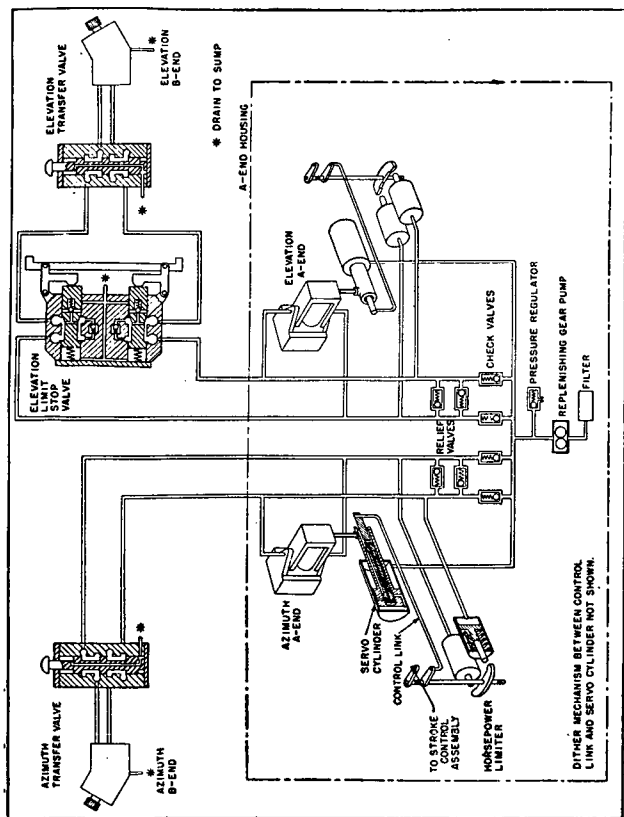 AZIMUTH
TRANSFER VALVE
AZIMUTH
B-END
ELEVATION
LIMIT
STOP
VALVE
ELEVATION
TRANSFER VALVE
ELEVATION
B-END
* DRAIN TO SUMP
A-END HOUSING
AZIMUTH
A-END
ELEVATION
A-END
SERVO
CYLINDER
CONTROL LINK
TO STROKE
CONTROL
ASSEMBLY
HORSEPOWER
LIMITER
RELIEF
VALVES
CHECK VALVES
PRESSURE REGULATOR
REPLENISHING GEAR PUMP
FILTER
DITHER MECHANISM BETWEEN CONTROL
LINK AND SERVO CYLINDER NOT SHOWN.